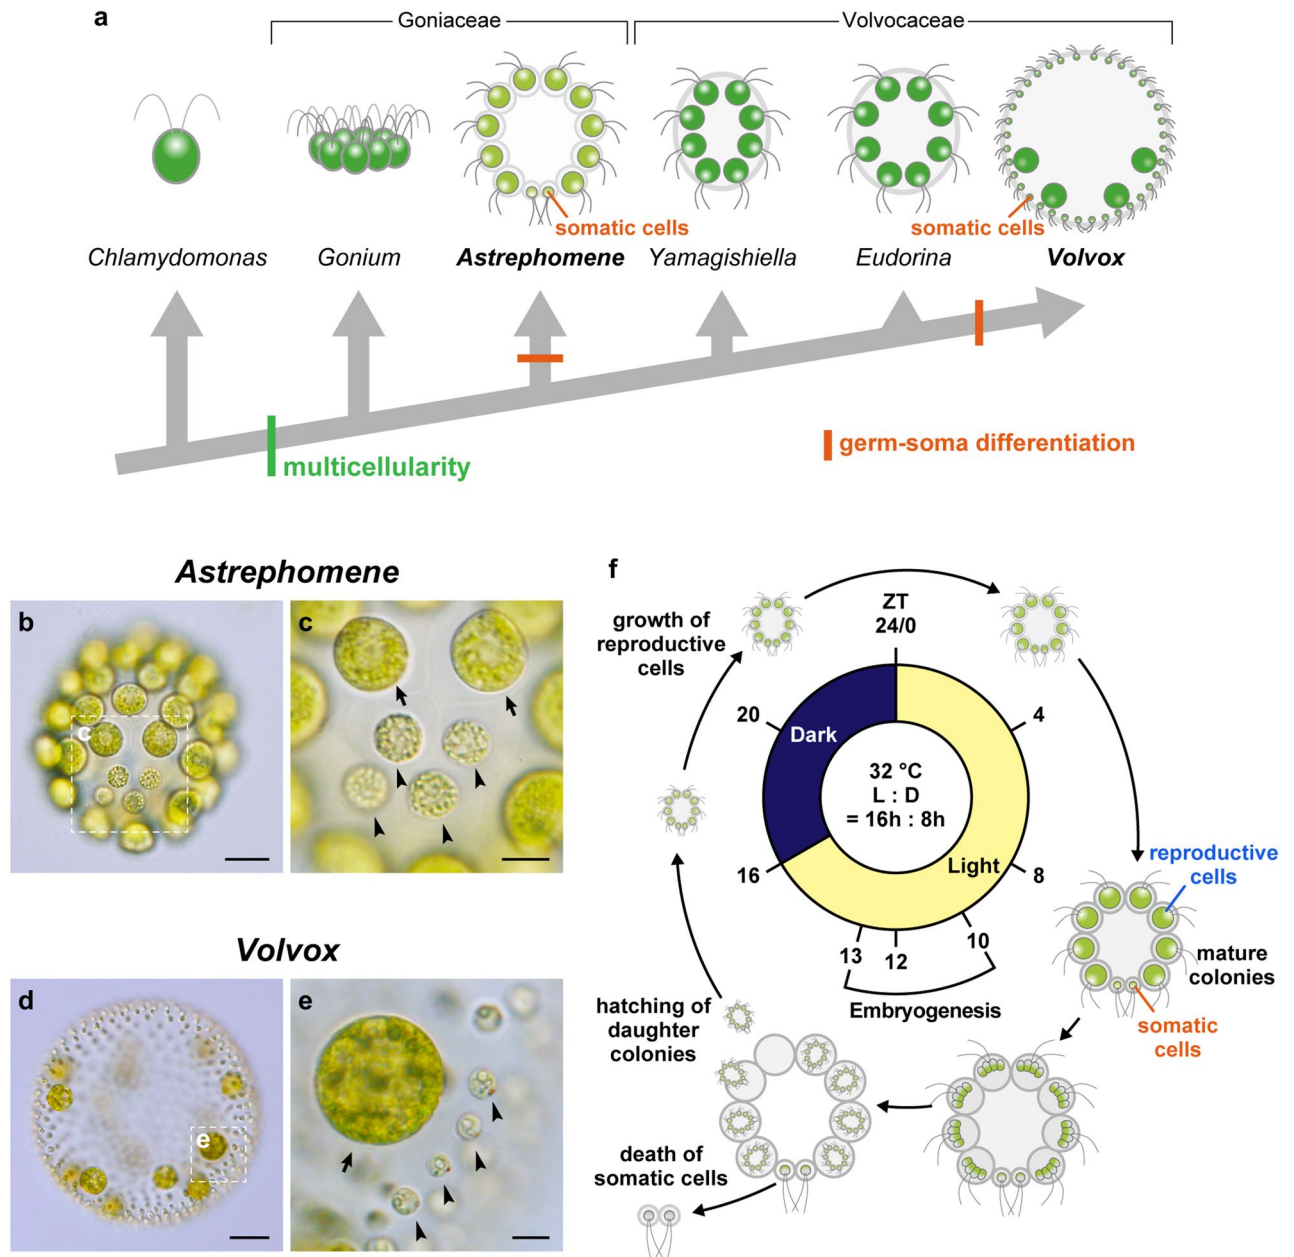 a
Goniaceae
Volvocaceae
somatic cells
somatic cells
Chlamydomonas
Gonium
Astrephomene
Yamagishiella
Eudorina
Volvox
multicellularity
germ-soma differentiation
Astrephomene
b
c
c
Volvox
d
e
e
f
growth of
reproductive
cells
ZT
24/0
20
4
Dark
32 °C
L : D
= 16h : 8h
16
Light
8
13
12
10
Embryogenesis
reproductive
cells
mature
colonies
somatic
cells
hatching of
daughter
colonies
death of
somatic cells